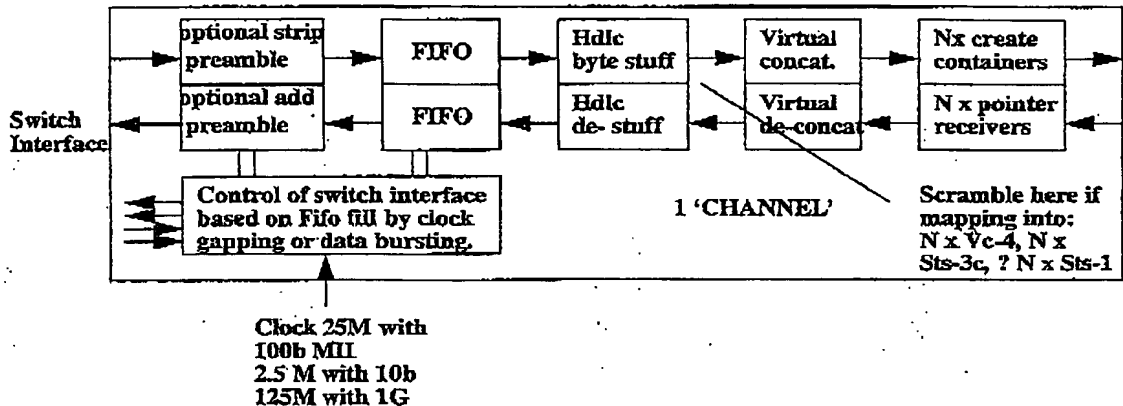 optional strip
preamble
FIFO
Hdlc
byte stuff
Virtual
concat.
Nx create
containers
optional add
preamble
FIFO
Hdlc
de- stuff
Virtual
de-concat
N x pointer
receivers
Switch
Interface
Control of switch interface
based on Fifo fill by clock
gapping or data bursting.
1 'CHANNEL'
Scramble here if
mapping into:
N x Vc-4, N x
Sts-3c, ? N x Sts-1
Clock 25M with
100b MII
2.5 M with 10b
125M with 1G